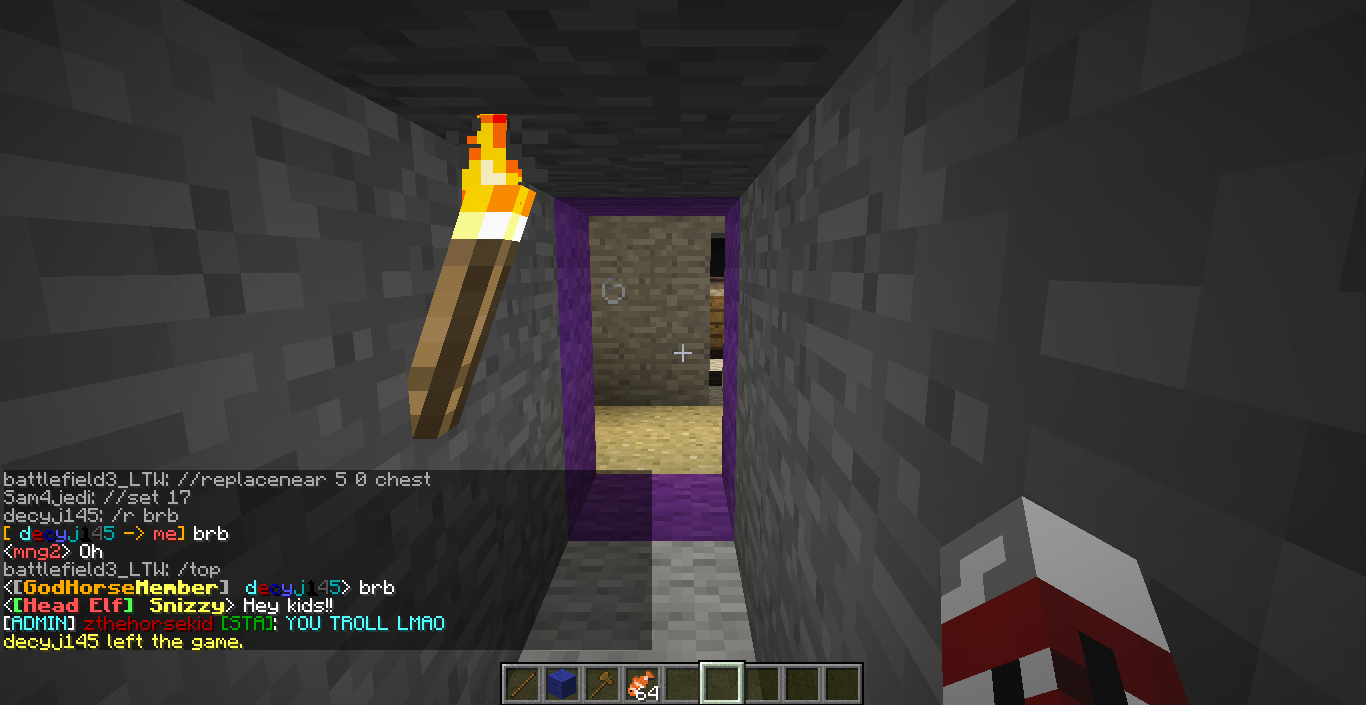 battlefield3_LTW: //replacenear 5 0 chest
Sam4jedi: //set 17
decyj145: /r brb
[ decyj145 -> me] brb
<mng2> Oh
battlefield3_LTW: /top
<[GodHorseMember] decyj145> brb
<[Head Elf] Snizzy> Hey kids!!
[ADMIN] zthehorsekid [STA]: YOU TROLL LMAO
decyj145 left the game.
64